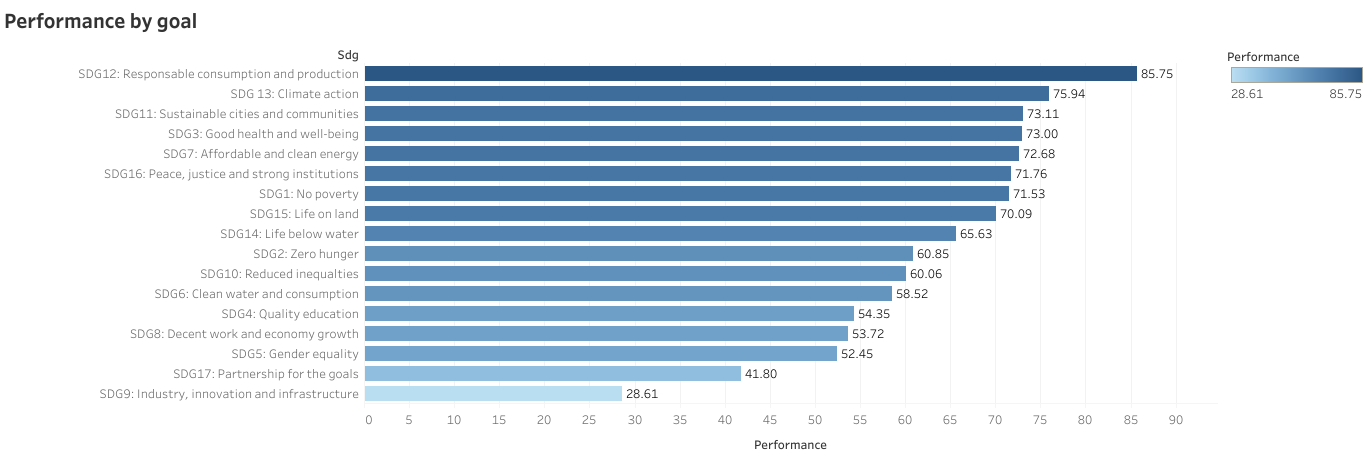 Performance by goal
Sdg
SDG12: Responsable consumption and production 85.75
SDG 13: Climate action 75.94
SDG11: Sustainable cities and communities 73.11
SDG3: Good health and well-being 73.00
SDG7: Affordable and clean energy 72.68
SDG16: Peace, justice and strong institutions 71.76
SDG1: No poverty 71.53
SDG15: Life on land 70.09
SDG14: Life below water 65.63
SDG2: Zero hunger 60.85
SDG10: Reduced inequalties 60.06
SDG6: Clean water and consumption 58.52
SDG4: Quality education 54.35
SDG8: Decent work and economy growth 53.72
SDG5: Gender equality 52.45
SDG17: Partnership for the goals 41.80
SDG9: Industry, innovation and infrastructure 28.61
0 5 10 15 20 25 30 35 40 45 50 55 60 65 70 75 80 85 90
Performance
Performance
28.61 85.75